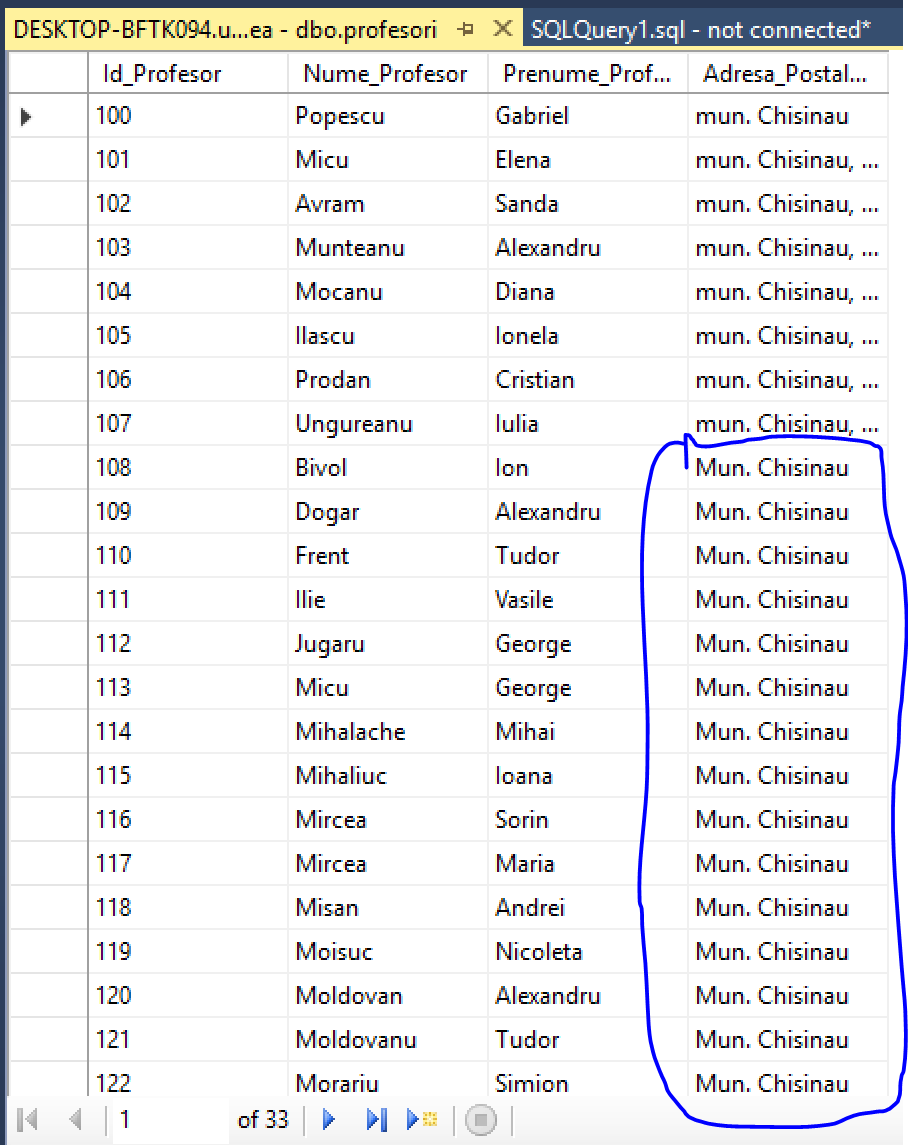 DESKTOP-BFTK094.u...ea - dbo.profesori SQLQuery1.sql - not connected*
Id_Profesor Nume_Profesor Prenume_Prof... Adresa_Postal...
100 Popescu Gabriel mun. Chisinau
101 Micu Elena mun. Chisinau, ...
102 Avram Sanda mun. Chisinau, ...
103 Munteanu Alexandru mun. Chisinau, ...
104 Mocanu Diana mun. Chisinau, ...
105 Ilascu Ionela mun. Chisinau, ...
106 Prodan Cristian mun. Chisinau, ...
107 Ungureanu Iulia mun. Chisinau, ...
108 Bivol Ion Mun. Chisinau
109 Dogar Alexandru Mun. Chisinau
110 Frent Tudor Mun. Chisinau
111 Ilie Vasile Mun. Chisinau
112 Jugaru George Mun. Chisinau
113 Micu George Mun. Chisinau
114 Mihalache Mihai Mun. Chisinau
115 Mihaliuc Ioana Mun. Chisinau
116 Mircea Sorin Mun. Chisinau
117 Mircea Maria Mun. Chisinau
118 Misan Andrei Mun. Chisinau
119 Moisuc Nicoleta Mun. Chisinau
120 Moldovan Alexandru Mun. Chisinau
121 Moldovanu Tudor Mun. Chisinau
122 Morariu Simion Mun. Chisinau
1 of 33